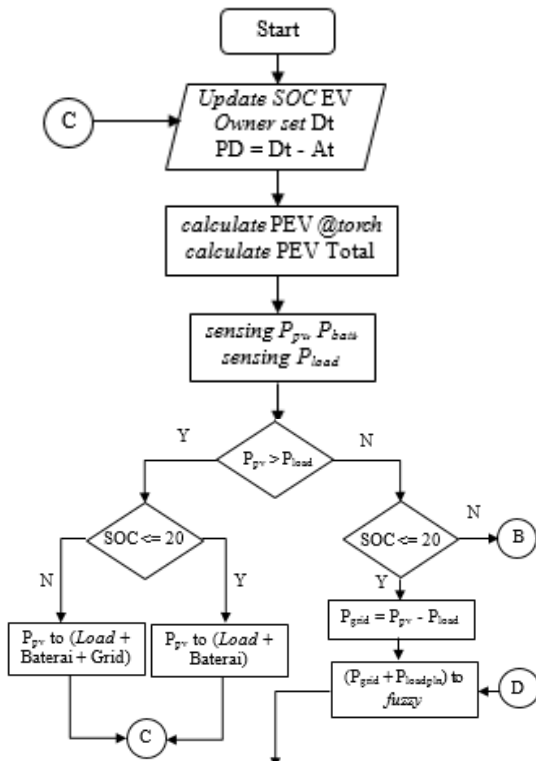 Start
C
Update SOC EV
Owner set Dt
PD = Dt - At
calculate PEV @torch
calculate PEV Total
sensing Ppv, Pbatt,
sensing Pload
Y
N
Ppv > Pload
N
SOC <= 20
SOC <= 20
B
N
Y
Y
Ppv to (Load +
Baterai + Grid)
Ppv to (Load +
Baterai)
Pgrid = Ppv - Pload
(Pgrid + Ploadpln) to
fuzzy
D
C